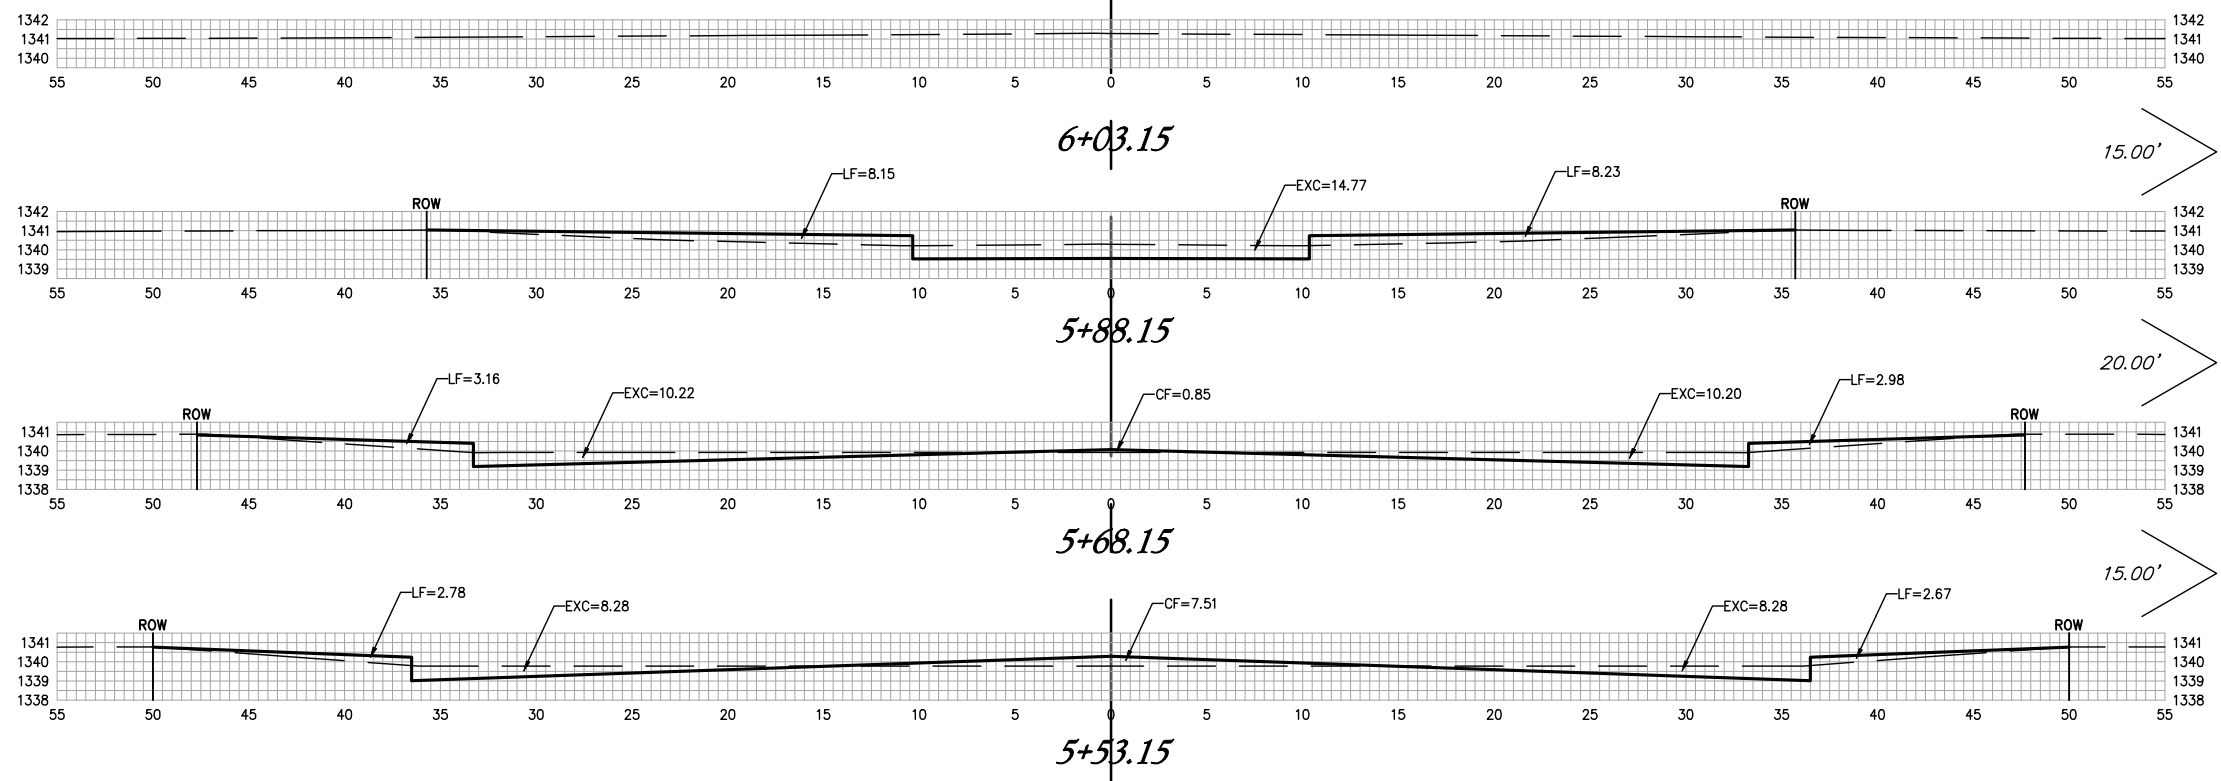 1342 1342
1341 1341
1340 1340
55 50 45 40 35 30 25 20 15 10 5 0 5 10 15 20 25 30 35 40 45 50 55
6+03.15
15.00'
LF=8.15 EXC=14.77 LF=8.23
ROW ROW
1342 1342
1341 1341
1340 1340
1339 1339
55 50 45 40 35 30 25 20 15 10 5 0 5 10 15 20 25 30 35 40 45 50 55
5+88.15
20.00'
LF=3.16 EXC=10.22 CF=0.85 EXC=10.20 LF=2.98
ROW ROW
1341 1341
1340 1340
1339 1339
1338 1338
55 50 45 40 35 30 25 20 15 10 5 0 5 10 15 20 25 30 35 40 45 50 55
5+68.15
15.00'
LF=2.78 EXC=8.28 CF=7.51 EXC=8.28 LF=2.67
ROW ROW
1341 1341
1340 1340
1339 1339
1338 1338
55 50 45 40 35 30 25 20 15 10 5 0 5 10 15 20 25 30 35 40 45 50 55
5+53.15